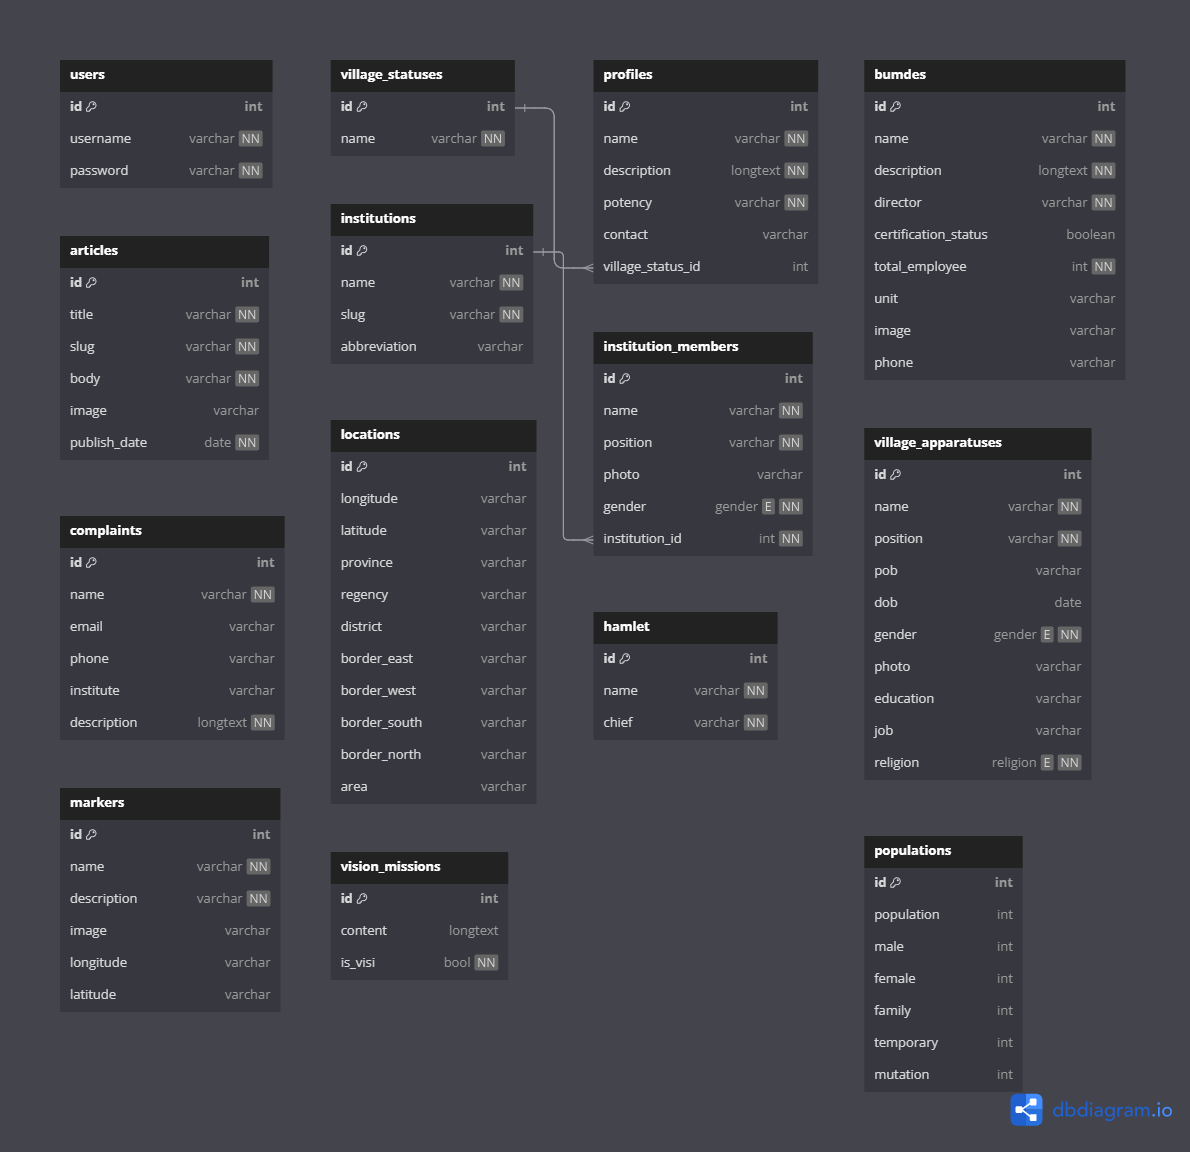 users
id int
username varchar NN
password varchar NN
articles
id int
title varchar NN
slug varchar NN
body varchar NN
image varchar
publish_date date NN
complaints
id int
name varchar NN
email varchar
phone varchar
institute varchar
description longtext NN
markers
id int
name varchar NN
description varchar NN
image varchar
longitude varchar
latitude varchar
village_statuses
id int
name varchar NN
institutions
id int
name varchar NN
slug varchar NN
abbreviation varchar
locations
id int
longitude varchar
latitude varchar
province varchar
regency varchar
district varchar
border_east varchar
border_west varchar
border_south varchar
border_north varchar
area varchar
vision_missions
id int
content longtext
is_visi bool NN
profiles
id int
name varchar NN
description longtext NN
potency varchar NN
contact varchar
village_status_id int
institution_members
id int
name varchar NN
position varchar NN
photo varchar
gender gender E NN
institution_id int NN
hamlet
id int
name varchar NN
chief varchar NN
bumdes
id int
name varchar NN
description longtext NN
director varchar NN
certification_status boolean
total_employee int NN
unit varchar
image varchar
phone varchar
village_apparatuses
id int
name varchar NN
position varchar NN
pob varchar
dob date
gender gender E NN
photo varchar
education varchar
job varchar
religion religion E NN
populations
id int
population int
male int
female int
family int
temporary int
mutation int
dbdiagram.io